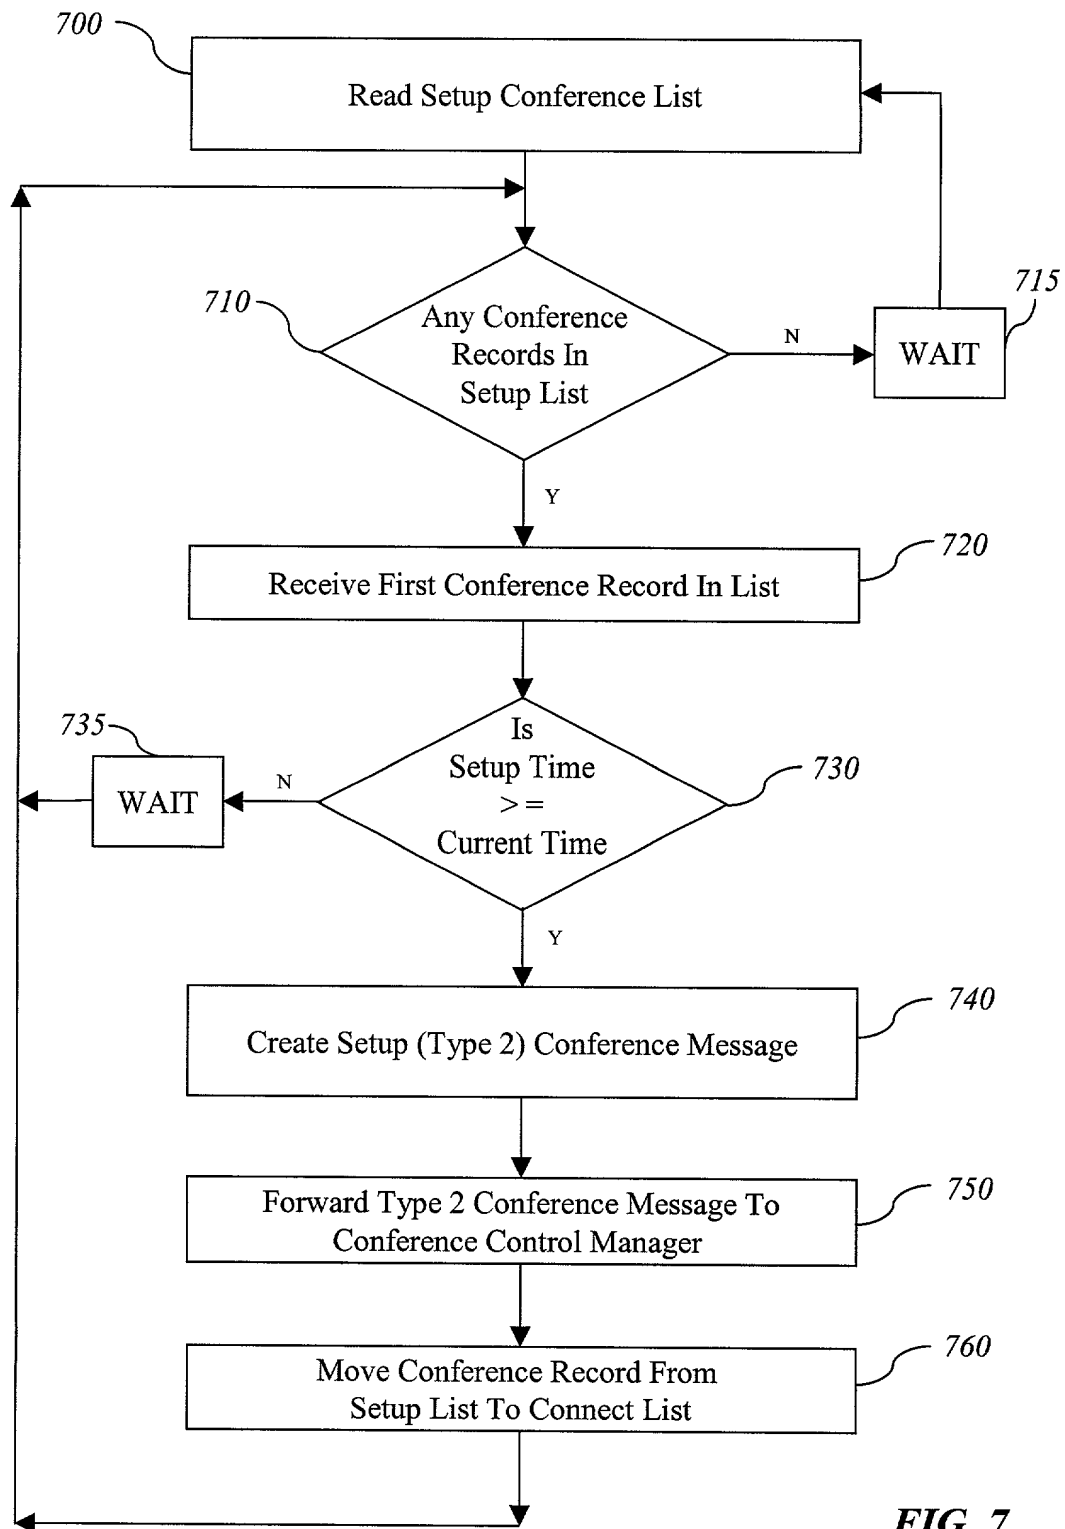 700
Read Setup Conference List
710
Any Conference
Records In
Setup List
N
715
WAIT
Y
720
Receive First Conference Record In List
735
WAIT
N
Is
Setup Time
> =
Current Time
730
Y
740
Create Setup (Type 2) Conference Message
750
Forward Type 2 Conference Message To
Conference Control Manager
760
Move Conference Record From
Setup List To Connect List
FIG. 7